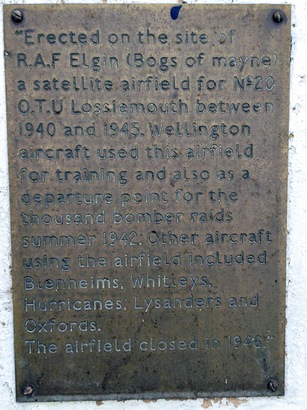 "Erected on the site of
R.A.F Elgin (Bogs of mayne
a satellite airfield for Nº20
O.T.U Lossiemouth between
1940 and 1945. Wellington
aircraft used this airfield
for training and also as a
departure point for the
thousand bomber raids
summer 1942. Other aircraft
using the airfield included
Blenheims, Whitleys,
Hurricanes, Lysanders and
Oxfords.
The airfield closed in 1946."